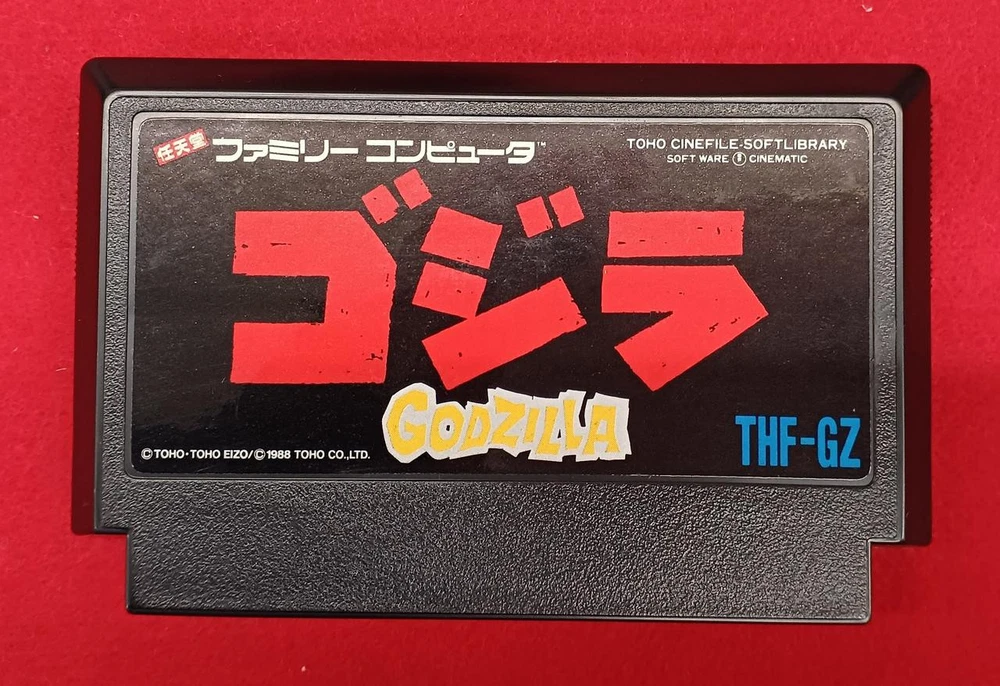 任天堂 ファミリー コンピュータ™
TOHO CINEFILE-SOFTLIBRARY
SOFT WARE CINEMATIC
ゴジラ
GODZILLA
THF-GZ
©TOHO・TOHO EIZO/©1988 TOHO CO.,LTD.